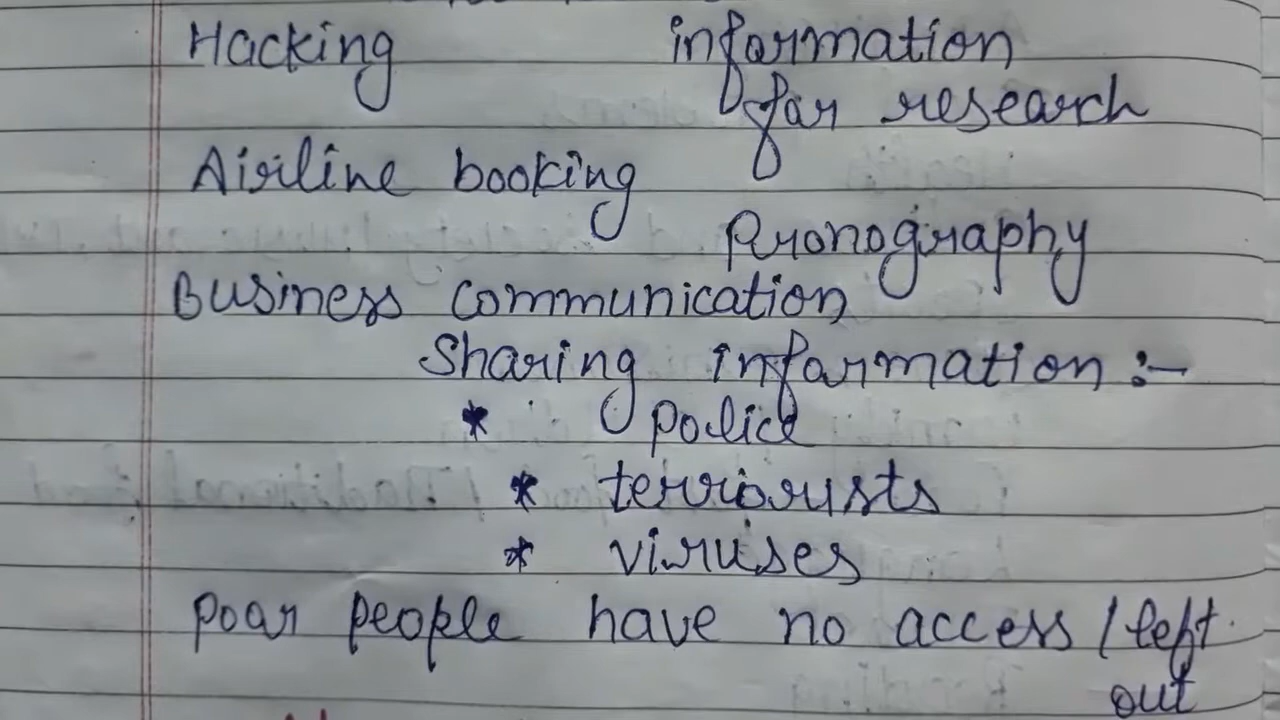 Hacking information
for research
Airline booking
Pronography
Business communication
Sharing information :-
* police
* terriorusts
* viruses
poor people have no access / left
out